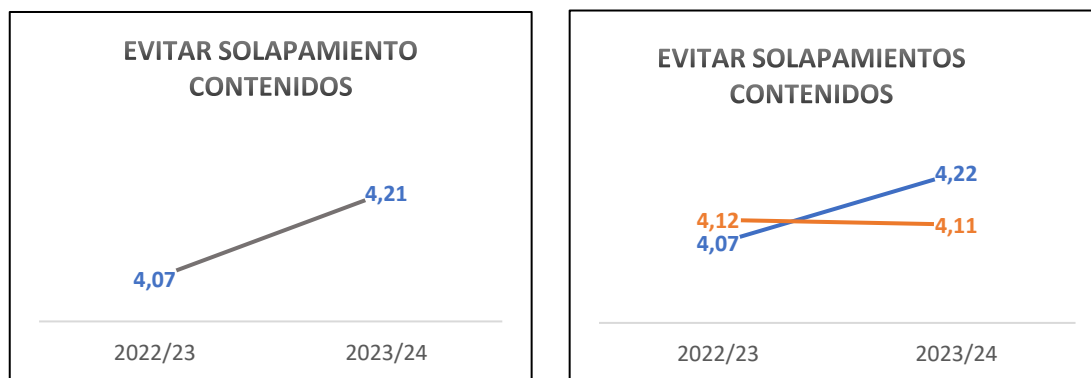 EVITAR SOLAPAMIENTO
CONTENIDOS
4,21
4,07
2022/23 2023/24
EVITAR SOLAPAMIENTOS
CONTENIDOS
4,22
4,12
4,11
4,07
2022/23 2023/24